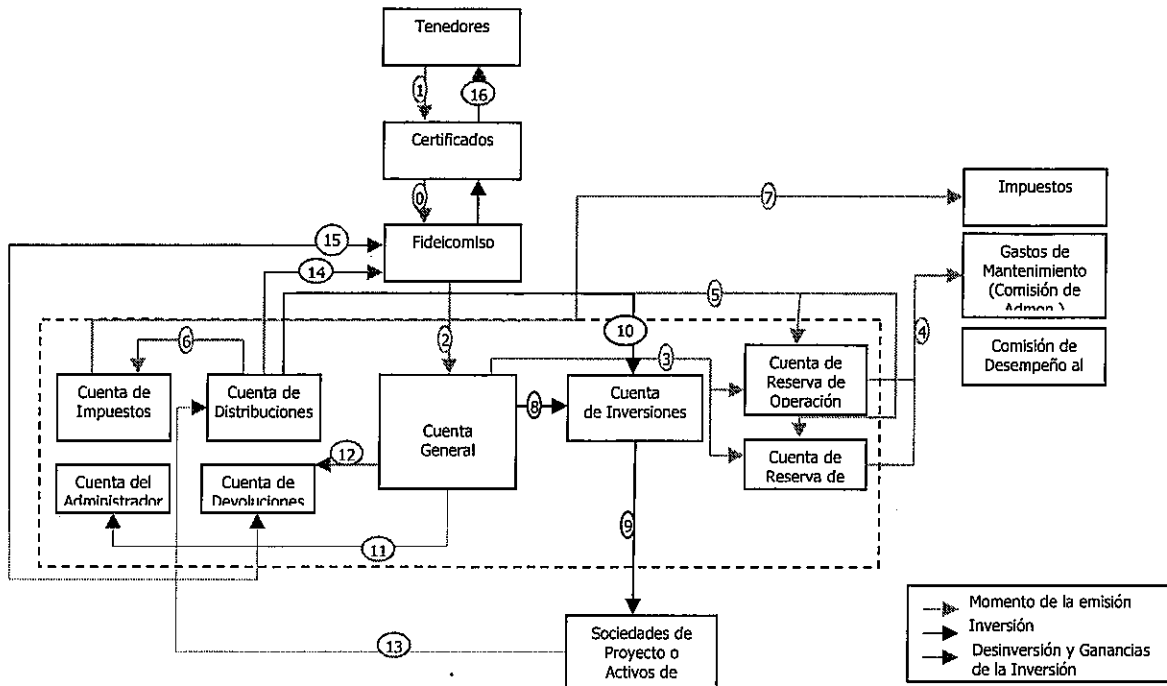 Tenedores
1
16
Certificados
0
Fideicomiso
15
14
7
Impuestos
Gastos de
Mantenimiento
(Comisión de
Admon.)
Comisión de
Desempeño al
5
4
6
2
10
3
Cuenta de
Impuestos
Cuenta de
Distribuciones
Cuenta
General
8
Cuenta
de Inversiones
Cuenta de
Reserva de
Operación
Cuenta de
Reserva de
Cuenta del
Administrador
Cuenta de
Devoluciones
12
11
9
13
Sociedades de
Proyecto o
Activos de
Momento de la emisión
Inversión
Desinversión y Ganancias
de la Inversión